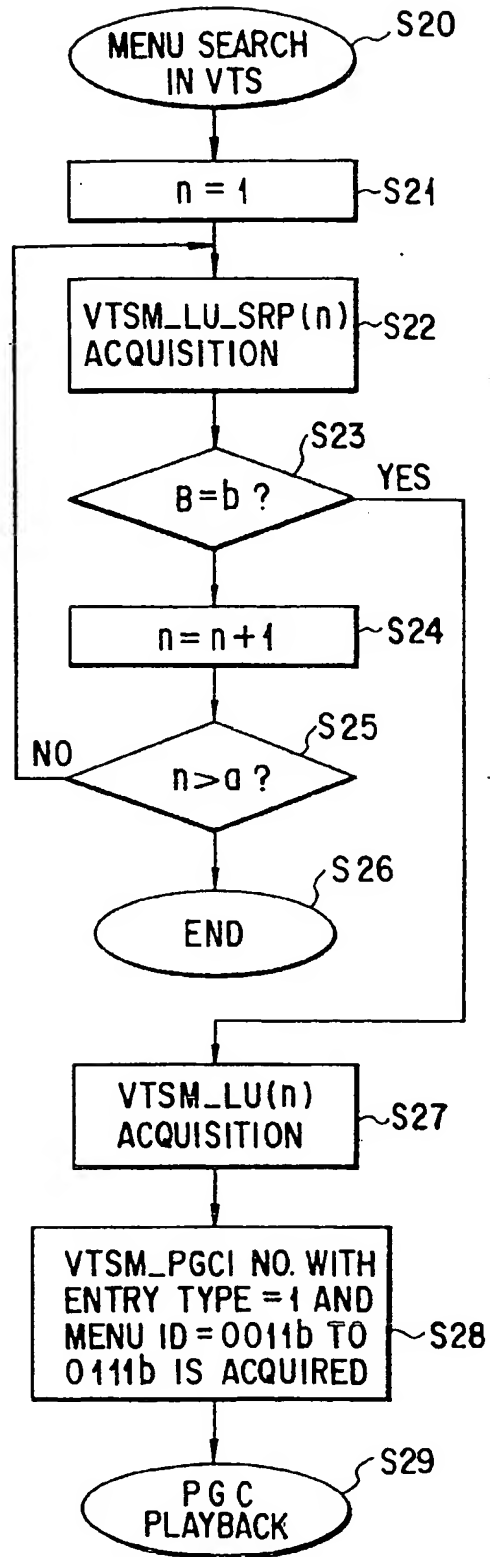 S20
MENU SEARCH
IN VTS
n = 1
S21
VTSM_LU_SRP(n)
ACQUISITION
S22
S23
B=b ?
YES
n = n+1
S24
S25
NO
n>a ?
S26
END
VTSM_LU(n)
ACQUISITION
S27
VTSM_PGCI NO. WITH
ENTRY TYPE =1 AND
MENU ID=0011b TO
0111b IS ACQUIRED
S28
S29
PGC
PLAYBACK